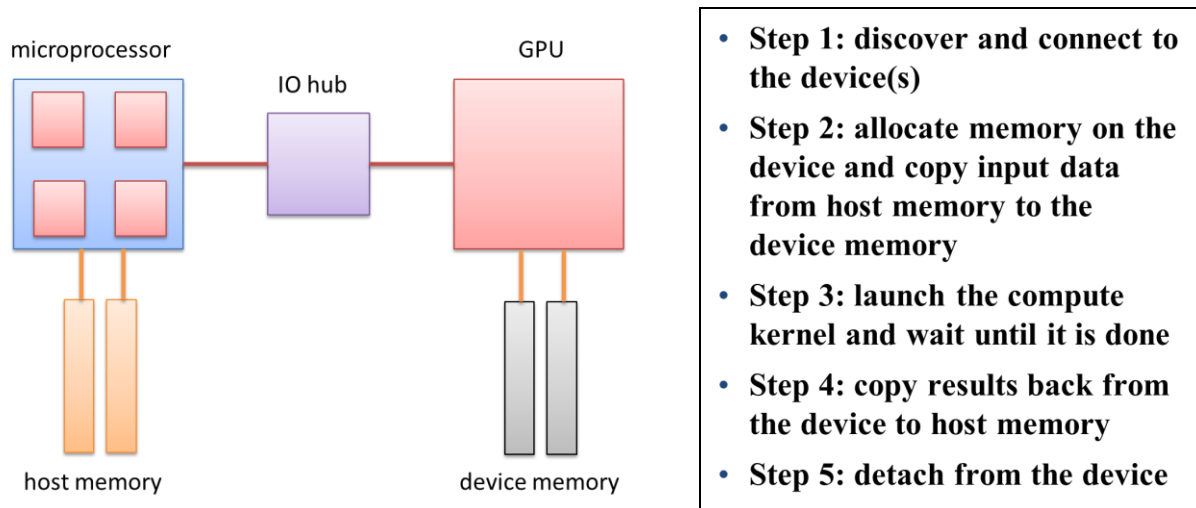 microprocessor
IO hub
GPU
host memory
device memory
• Step 1: discover and connect to
the device(s)
• Step 2: allocate memory on the
device and copy input data
from host memory to the
device memory
• Step 3: launch the compute
kernel and wait until it is done
• Step 4: copy results back from
the device to host memory
• Step 5: detach from the device